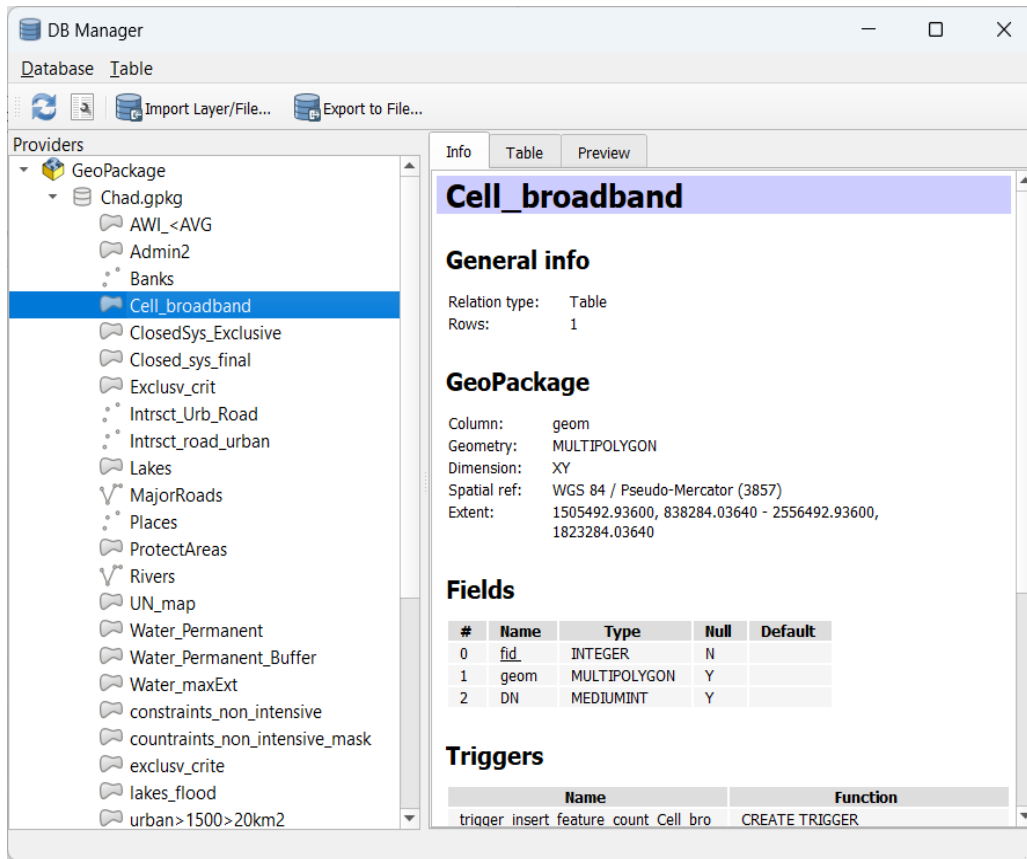 DB Manager
Database Table
Import Layer/File... Export to File...
Providers
GeoPackage
Chad.gpkg
AWI_<AVG
Admin2
Banks
Cell_broadband
ClosedSys_Exclusive
Closed_sys_final
Exclusv_crit
Intrsct_Urb_Road
Intrsct_road_urban
Lakes
MajorRoads
Places
ProtectAreas
Rivers
UN_map
Water_Permanent
Water_Permanent_Buffer
Water_maxExt
constraints_non_intensive
countraints_non_intensive_mask
exclusv_crite
lakes_flood
urban>1500>20km2
Info Table Preview
Cell_broadband
General info
Relation type: Table
Rows: 1
GeoPackage
Column: geom
Geometry: MULTIPOLYGON
Dimension: XY
Spatial ref: WGS 84 / Pseudo-Mercator (3857)
Extent: 1505492.93600, 838284.03640 - 2556492.93600,
1823284.03640
Fields
# Name Type Null Default
0 fid INTEGER N
1 geom MULTIPOLYGON Y
2 DN MEDIUMINT Y
Triggers
Name Function
trigger_insert_feature_count_Cell_bro CREATE TRIGGER